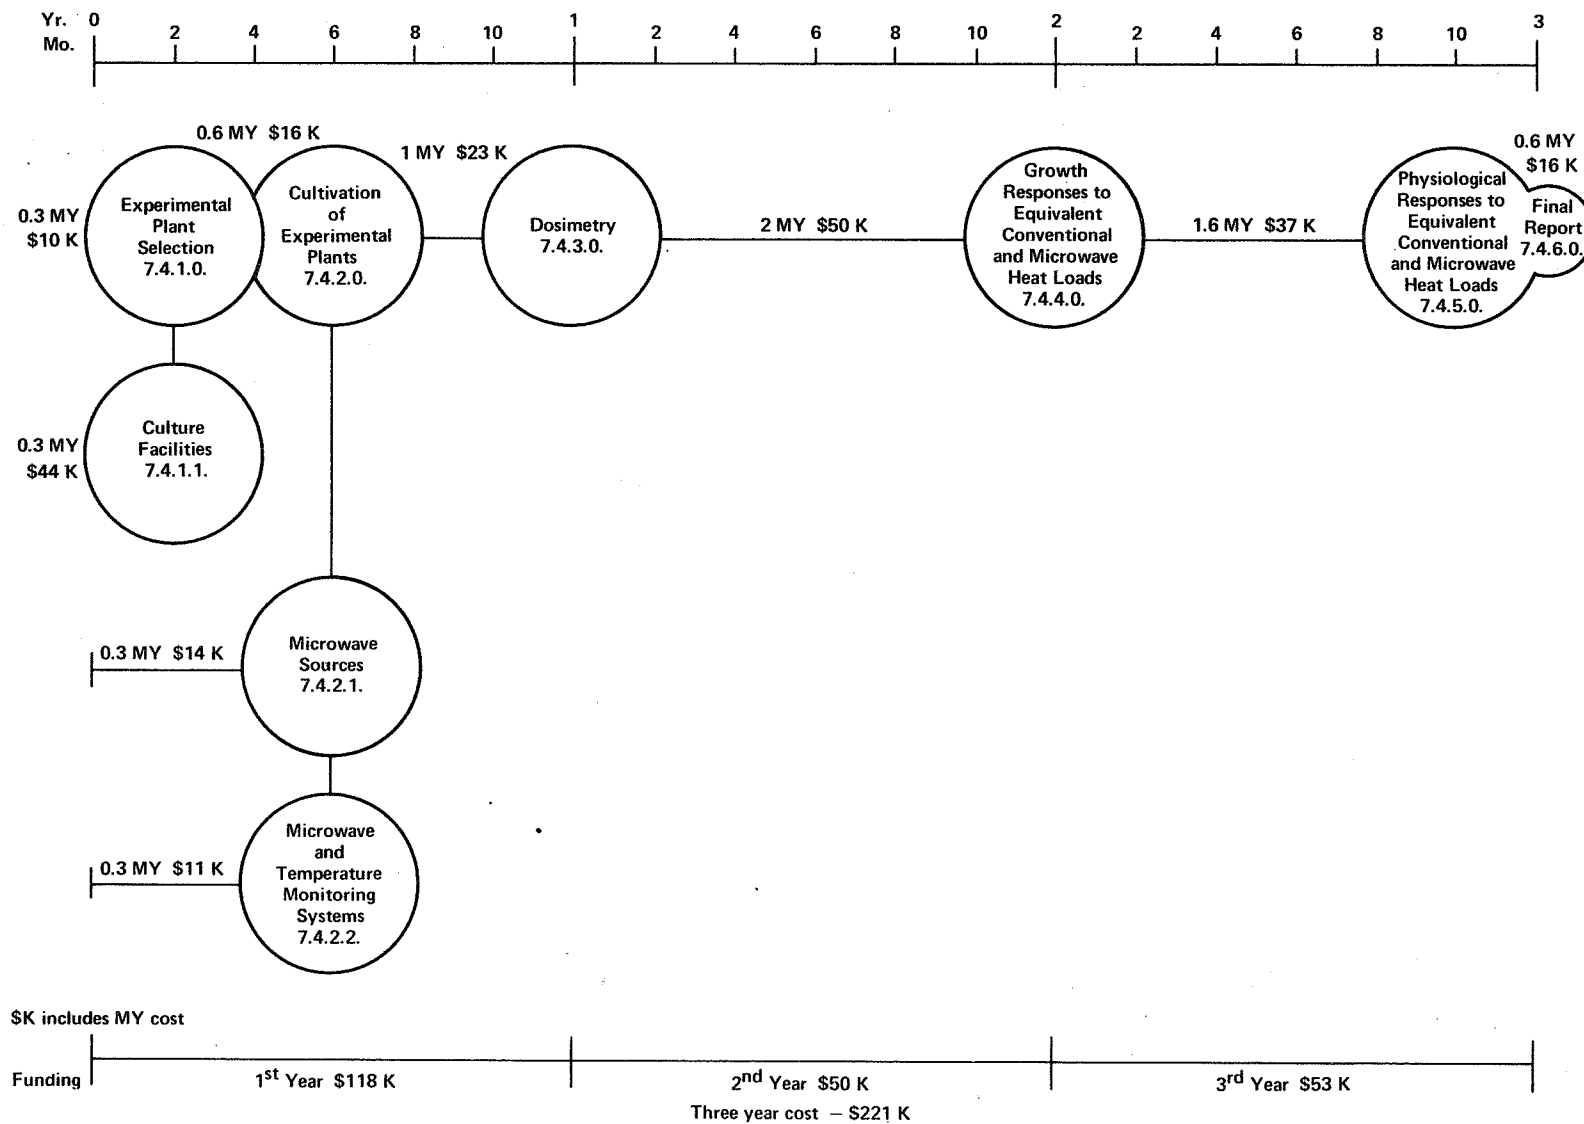 Yr. 0 1 2 3
Mo. 2 4 6 8 10 2 4 6 8 10 2 4 6 8 10
0.6 MY $16 K
1 MY $23 K
0.3 MY
$10 K
Experimental
Plant
Selection
7.4.1.0.
Cultivation
of
Experimental
Plants
7.4.2.0.
Dosimetry
7.4.3.0.
2 MY $50 K
Growth
Responses to
Equivalent
Conventional
and Microwave
Heat Loads
7.4.4.0.
1.6 MY $37 K
Physiological
Responses to
Equivalent
Conventional
and Microwave
Heat Loads
7.4.5.0.
0.6 MY
$16 K
Final
Report
7.4.6.0.
0.3 MY
$44 K
Culture
Facilities
7.4.1.1.
0.3 MY $14 K
Microwave
Sources
7.4.2.1.
0.3 MY $11 K
Microwave
and
Temperature
Monitoring
Systems
7.4.2.2.
$K includes MY cost
Funding 1st Year $118 K 2nd Year $50 K 3rd Year $53 K
Three year cost – $221 K